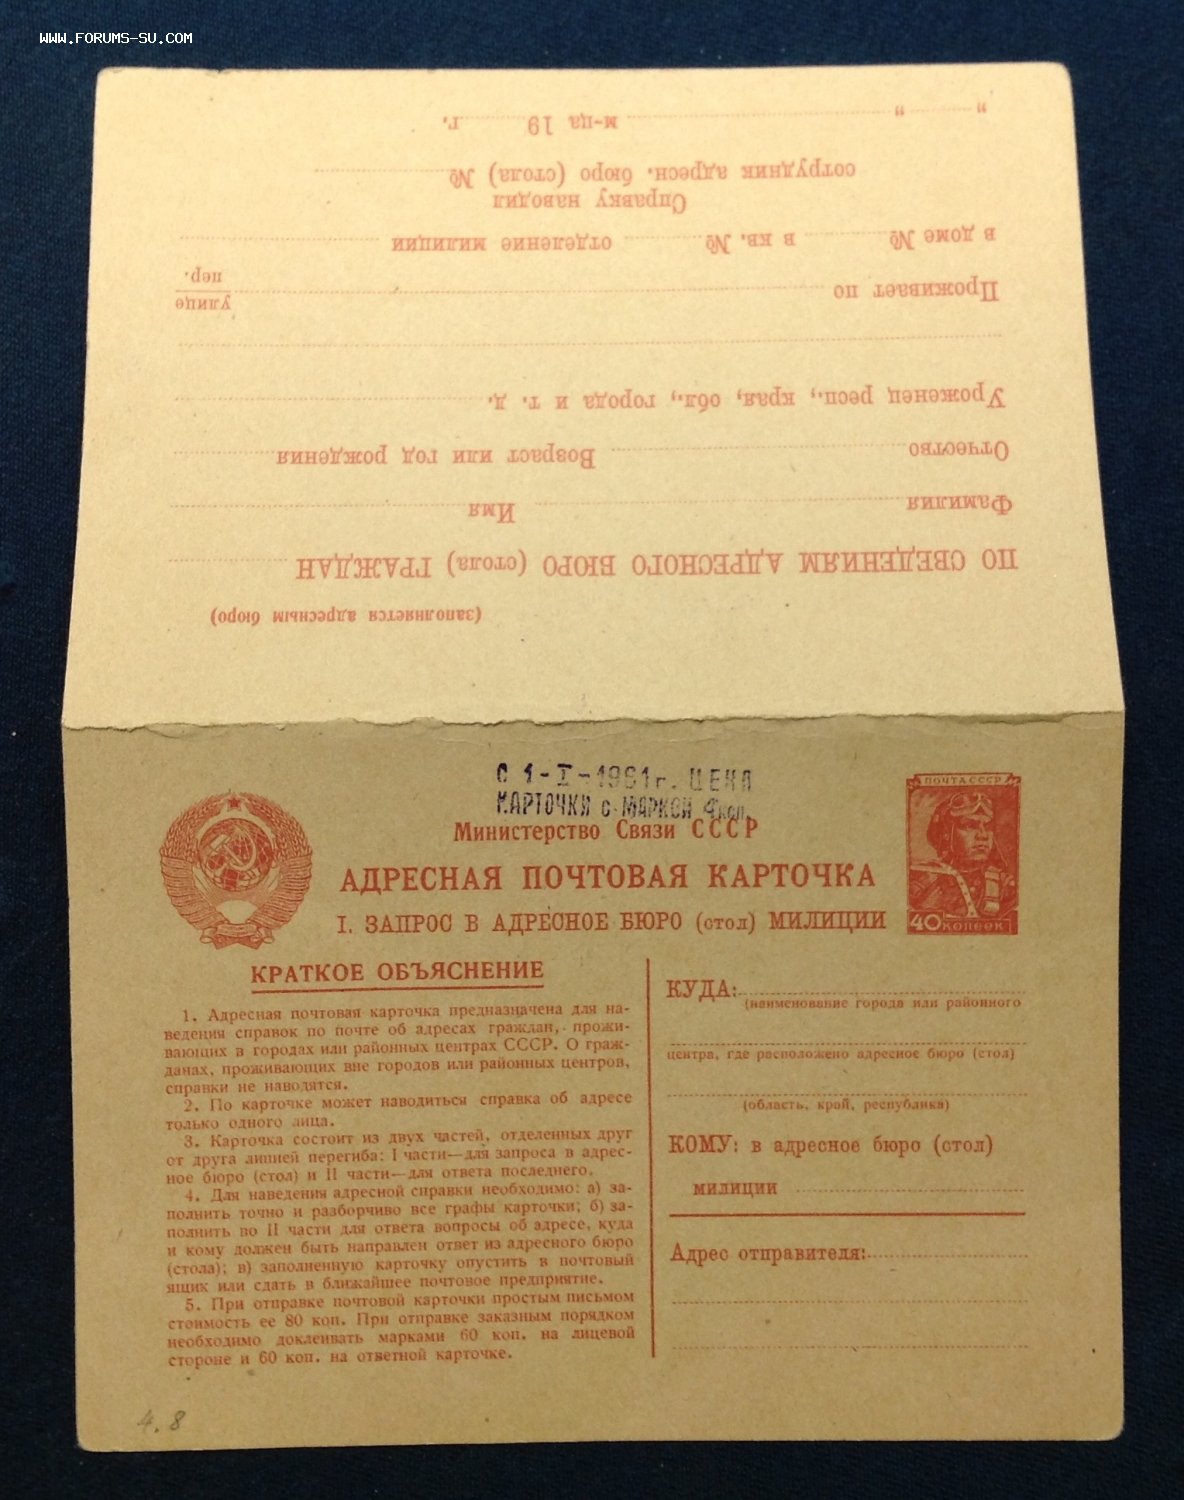 WWW.FORUMS-SU.COM
" " м-ца 19 г.
сотрудник адресн. бюро (стола) №
Справку наводил
в доме № в кв. № отделение милиции
Проживает по улице
пер.
Уроженец респ., края, обл., города и т. д.
Отчество Возраст или год рождения
Фамилия Имя
ПО СВЕДЕНИЯМ АДРЕСНОГО БЮРО (стола) ГРАЖДАН
(заполняется адресным бюро)
С 1-I-1961г. ЦЕНА
КАРТОЧКИ С МАРКОЙ 4коп.
Министерство Связи СССР
АДРЕСНАЯ ПОЧТОВАЯ КАРТОЧКА
I. ЗАПРОС В АДРЕСНОЕ БЮРО (стол) МИЛИЦИИ
ПОЧТА СССР
40 КОПЕЕК
КРАТКОЕ ОБЪЯСНЕНИЕ
1. Адресная почтовая карточка предназначена для на-
ведения справок по почте об адресах граждан, прожи-
вающих в городах или районных центрах СССР. О граж-
данах, проживающих вне городов или районных центров,
справки не наводятся.
2. По карточке может наводиться справка об адресе
только одного лица.
3. Карточка состоит из двух частей, отделенных друг
от друга линией перегиба: I части—для запроса в адрес-
ное бюро (стол) и II части—для ответа последнего.
4. Для наведения адресной справки необходимо: а) за-
полнить точно и разборчиво все графы карточки; б) за-
полнить во II части для ответа вопросы об адресе, куда
и кому должен быть направлен ответ из адресного бюро
(стола); в) заполненную карточку опустить в почтовый
ящик или сдать в ближайшее почтовое предприятие.
5. При отправке почтовой карточки простым письмом
стоимость ее 80 коп. При отправке заказным порядком
необходимо доклеивать марками 60 коп. на лицевой
стороне и 60 коп. на ответной карточке.
КУДА:
(наименование города или районного
центра, где расположено адресное бюро (стол)
(область, край, республика)
КОМУ: в адресное бюро (стол)
милиции
Адрес отправителя:
4. 8